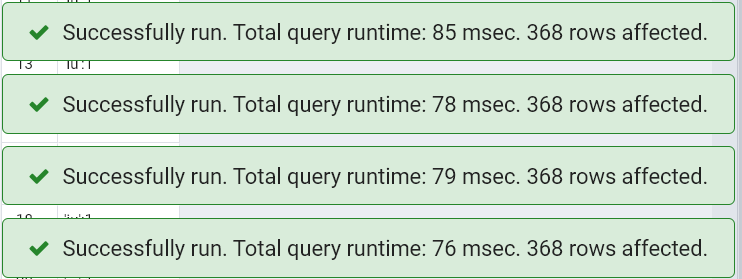 Successfully run. Total query runtime: 85 msec. 368 rows affected.
13
Successfully run. Total query runtime: 78 msec. 368 rows affected.
Successfully run. Total query runtime: 79 msec. 368 rows affected.
Successfully run. Total query runtime: 76 msec. 368 rows affected.